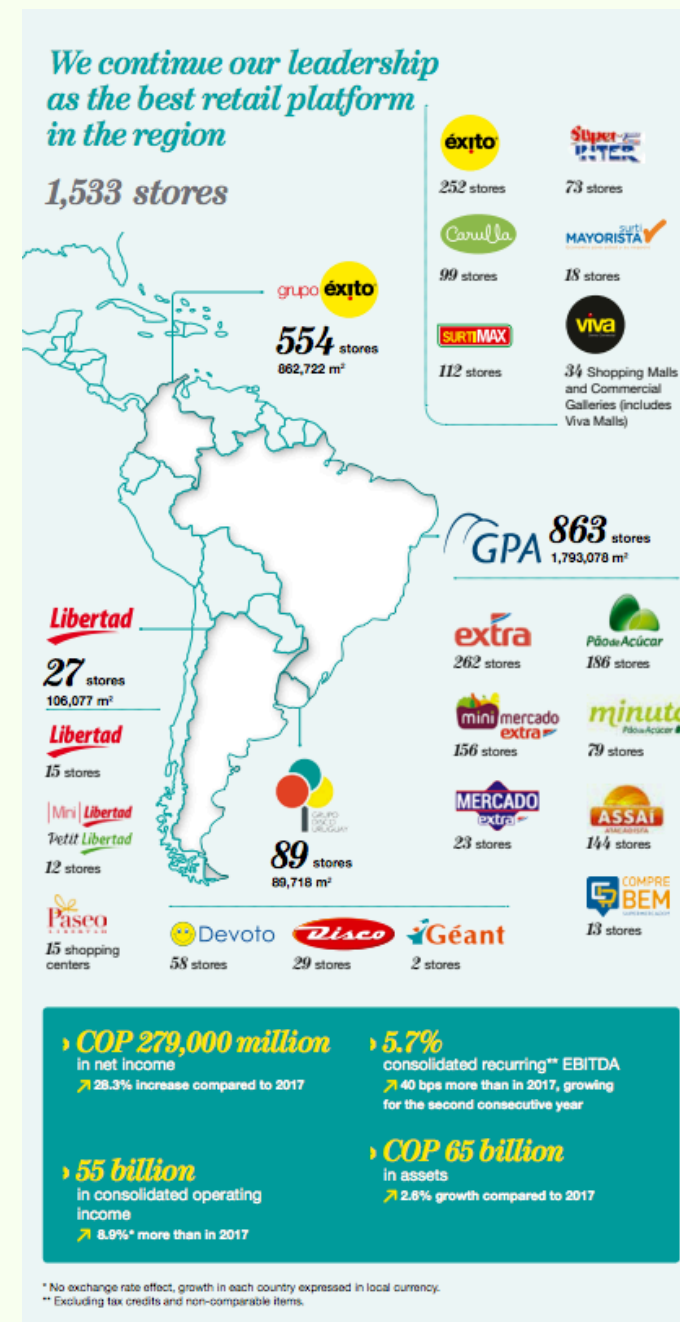 We continue our leadership
as the best retail platform
in the region
1,533 stores
éxito
252 stores
Super
INTER
73 stores
Carulla
99 stores
surti
MAYORISTA
18 stores
SURTIMAX
112 stores
viva
34 Shopping Malls
and Commercial
Galleries (includes
Viva Malls)
grupo éxito
554 stores
862,722 m²
GPA
863 stores
1,793,078 m²
extra
262 stores
Pão de Açúcar
186 stores
mini mercado
extra
156 stores
minuto
Pão de Açúcar
79 stores
MERCADO
extra
23 stores
ASSAÍ
ATACADISTA
144 stores
COMPRE
BEM
SUPERMERCADOS
13 stores
Libertad
27 stores
106,077 m²
Libertad
15 stores
Mini Libertad
Petit Libertad
12 stores
Paseo
LIBERTAD
15 shopping
centers
GRUPO
DISCO
URUGUAY
89 stores
89,718 m²
Devoto
58 stores
Disco
29 stores
Géant
2 stores
COP 279,000 million
in net income
28.3% increase compared to 2017
5.7%
consolidated recurring** EBITDA
40 bps more than in 2017, growing
for the second consecutive year
55 billion
in consolidated operating
income
8.9%* more than in 2017
COP 65 billion
in assets
2.6% growth compared to 2017
* No exchange rate effect, growth in each country expressed in local currency.
** Excluding tax credits and non-comparable items.